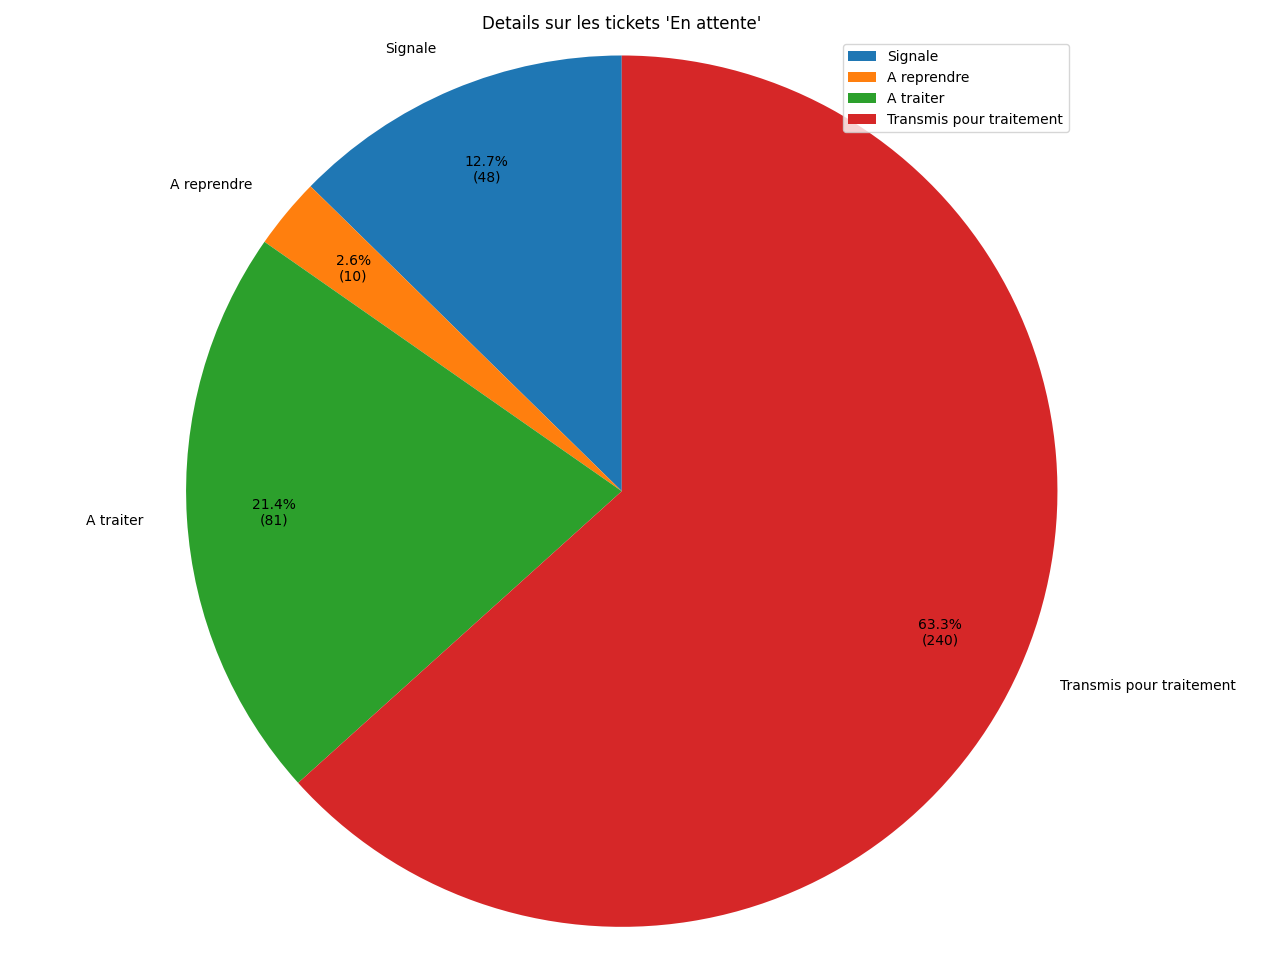 Details sur les tickets 'En attente'
Signale
Signale
A reprendre
A traiter
Transmis pour traitement
12.7%
(48)
A reprendre
2.6%
(10)
21.4%
(81)
A traiter
63.3%
(240)
Transmis pour traitement